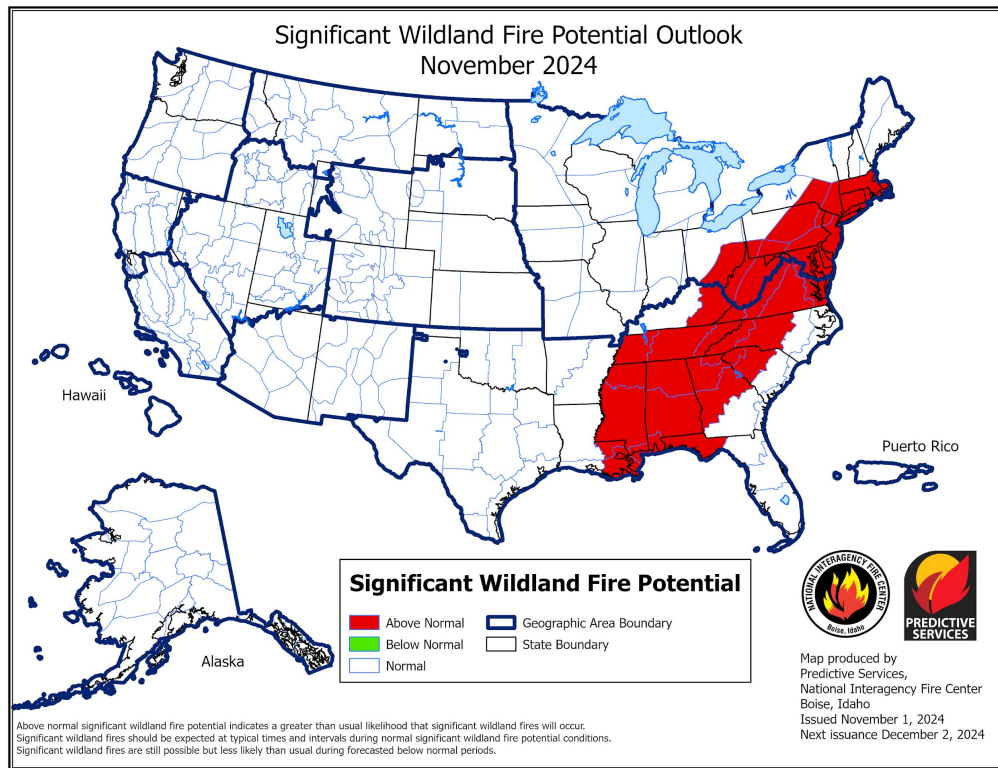 Significant Wildland Fire Potential Outlook
November 2024
Hawaii
Puerto Rico
Alaska
Significant Wildland Fire Potential
Above Normal
Geographic Area Boundary
Below Normal
State Boundary
Normal
NATIONAL INTERAGENCY FIRE CENTER
Boise, Idaho
PREDICTIVE
SERVICES
Map produced by
Predictive Services,
National Interagency Fire Center
Boise, Idaho
Issued November 1, 2024
Next issuance December 2, 2024
Above normal significant wildland fire potential indicates a greater than usual likelihood that significant wildland fires will occur.
Significant wildland fires should be expected at typical times and intervals during normal significant wildland fire potential conditions.
Significant wildland fires are still possible but less likely than usual during forecasted below normal periods.